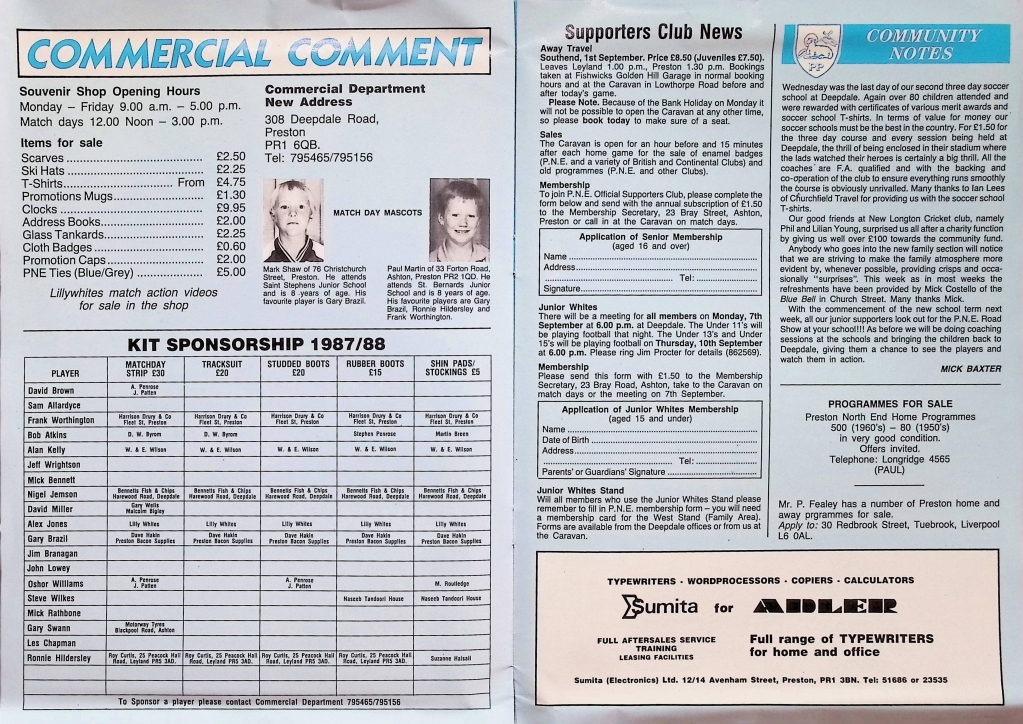 COMMERCIAL COMMENT
Souvenir Shop Opening Hours
Monday – Friday 9.00 a.m. – 5.00 p.m.
Match days 12.00 Noon – 3.00 p.m.
Items for sale
Scarves ........ £2.50
Ski Hats ........ £2.25
T-Shirts ........ From £4.75
Promotions Mugs ........ £1.30
Clocks ........ £9.95
Address Books ........ £2.00
Glass Tankards ........ £2.25
Cloth Badges ........ £0.60
Promotion Caps ........ £2.00
PNE Ties (Blue/Grey) ........ £5.00
Lillywhites match action videos
for sale in the shop
Commercial Department
New Address
308 Deepdale Road,
Preston
PR1 6QB.
Tel: 795465/795156
MATCH DAY MASCOTS
Mark Shaw of 76 Christchurch
Street, Preston. He attends
Saint Stephens Junior School
and is 8 years of age. His
favourite player is Gary Brazil.
Paul Martin of 33 Forton Road,
Ashton, Preston PR2 1QD. He
attends St. Bernards Junior
School and is 8 years of age.
His favourites are Gary
Brazil, Ronnie Hildersley and
Frank Worthington.
KIT SPONSORSHIP 1987/88
PLAYER MATCHDAY STRIP £30 TRACKSUIT £20 STUDDED BOOTS £20 RUBBER BOOTS £15 SHIN PADS/ STOCKINGS £5
David Brown A. Penrose J. Patten
Sam Allardyce
Frank Worthington Harrison Drury & Co Fleet St, Preston Harrison Drury & Co Fleet St, Preston Harrison Drury & Co Fleet St, Preston Harrison Drury & Co Fleet St, Preston Harrison Drury & Co Fleet St, Preston
Bob Atkins D. W. Byrom D. W. Byrom Stephen Penrose Martin Breen
Alan Kelly W. & E. Wilson W. & E. Wilson W. & E. Wilson W. & E. Wilson W. & E. Wilson
Jeff Wrightson
Mick Bennett
Nigel Jemson Bennetts Fish & Chips Harewood Road, Deepdale Bennetts Fish & Chips Harewood Road, Deepdale Bennetts Fish & Chips Harewood Road, Deepdale Bennetts Fish & Chips Harewood Road, Deepdale Bennetts Fish & Chips Harewood Road, Deepdale
David Miller Gary Wells Malcolm Bigley
Alex Jones Lilly Whites Lilly Whites Lilly Whites Lilly Whites Lilly Whites
Gary Brazil Dave Hakin Preston Bacon Supplies Dave Hakin Preston Bacon Supplies Dave Hakin Preston Bacon Supplies Dave Hakin Preston Bacon Supplies Dave Hakin Preston Bacon Supplies
Jim Branagan
John Lowey
Oshor Williams A. Penrose J. Patten A. Penrose J. Patten M. Routledge
Steve Wilkes Naseeb Tandoori House Naseeb Tandoori House
Mick Rathbone
Gary Swann Motorway Tyres Blackpool Road, Ashton
Les Chapman
Ronnie Hildersley Roy Curtis, 25 Peacock Hall Road, Leyland PR5 3AD. Roy Curtis, 25 Peacock Hall Road, Leyland PR5 3AD. Roy Curtis, 25 Peacock Hall Road, Leyland PR5 3AD. Roy Curtis, 25 Peacock Hall Road, Leyland PR5 3AD. Suzanne Halsall
To Sponsor a player please contact Commercial Department 795465/795156
Supporters Club News
Away Travel
Southend, 1st September. Price £8.50 (Juveniles £7.50).
Leaves Leyland 1.00 p.m., Preston 1.30 p.m. Bookings
taken at Fishwicks Golden Hill Garage in normal booking
hours and at the Caravan in Lowthorpe Road before and
after today's game.
Please Note. Because of the Bank Holiday on Monday it
will not be possible to open the Caravan at any other time,
so please book today to make sure of a seat.
Sales
The Caravan is open for an hour before and 15 minutes
after each home game for the sale of enamel badges
(P.N.E. and a variety of British and Continental Clubs) and
old programmes (P.N.E. and other Clubs).
Membership
To join P.N.E. Official Supporters Club, please complete the
form below and send with the annual subscription of £1.50
to the Membership Secretary, 23 Bray Street, Ashton,
Preston or call in at the Caravan on match days.
Application of Senior Membership
(aged 16 and over)
Name ........
Address ........
........ Tel: ........
Signature ........
Junior Whites
There will be a meeting for all members on Monday, 7th
September at 6.00 p.m. at Deepdale. The Under 11's will
be playing football that night. The Under 13's and Under
15's will be playing football on Thursday, 10th September
at 6.00 p.m. Please ring Jim Procter for details (862569).
Membership
Please send this form with £1.50 to the Membership
Secretary, 23 Bray Road, Ashton, take to the Caravan on
match days or the meeting on 7th September.
Application of Junior Whites Membership
(aged 15 and under)
Name ........
Date of Birth ........
Address ........
........ Tel: ........
Parents' or Guardians' Signature ........
Junior Whites Stand
Will all members who use the Junior Whites Stand please
remember to fill in P.N.E. membership form – you will need
a membership card for the West Stand (Family Area).
Forms are available from the Deepdale offices or from us at
the Caravan.
PP
COMMUNITY
NOTES
Wednesday was the last day of our second three day soccer
school at Deepdale. Again over 80 children attended and
were rewarded with certificates of various merit awards and
soccer school T-shirts. In terms of value for money our
soccer schools must be the best in the country. For £1.50 for
the three day course and every session being held at
Deepdale, the thrill of being enclosed in their stadium where
the lads watched their heroes is certainly a big thrill. All the
coaches are F.A. qualified and with the backing and
co-operation of the club to ensure everything runs smoothly
the course is obviously unrivalled. Many thanks to Ian Lees
of Churchfield Travel for providing us with the soccer school
T-shirts.
Our good friends at New Longton Cricket club, namely
Phil and Lilian Young, surprised us all after a charity function
by giving us well over £100 towards the community fund.
Anybody who goes into the new family section will notice
that we are striving to make the family atmosphere more
evident by, whenever possible, providing crisps and occa-
sionally "surprises". This week as in most weeks the
refreshments have been provided by Mick Costello of the
Blue Bell in Church Street. Many thanks Mick.
With the commencement of the new school term next
week, all our junior supporters look out for the P.N.E. Road
Show at your school!!!! As before we will be doing coaching
sessions at the schools and bringing the children back to
Deepdale, giving them a chance to see the players and
watch them in action.
MICK BAXTER
PROGRAMMES FOR SALE
Preston North End Home Programmes
500 (1960's) – 80 (1950's)
in very good condition.
Offers invited.
Telephone: Longridge 4565
(PAUL)
Mr. P. Fealey has a number of Preston home and
away prgrammes for sale.
Apply to: 30 Redbrook Street, Tuebrook, Liverpool
L6 0AL.
TYPEWRITERS · WORDPROCESSORS · COPIERS · CALCULATORS
Sumita for ADLER
FULL AFTERSALES SERVICE
TRAINING
LEASING FACILITIES
Full range of TYPEWRITERS
for home and office
Sumita (Electronics) Ltd. 12/14 Avenham Street, Preston, PR1 3BN. Tel: 51686 or 23535